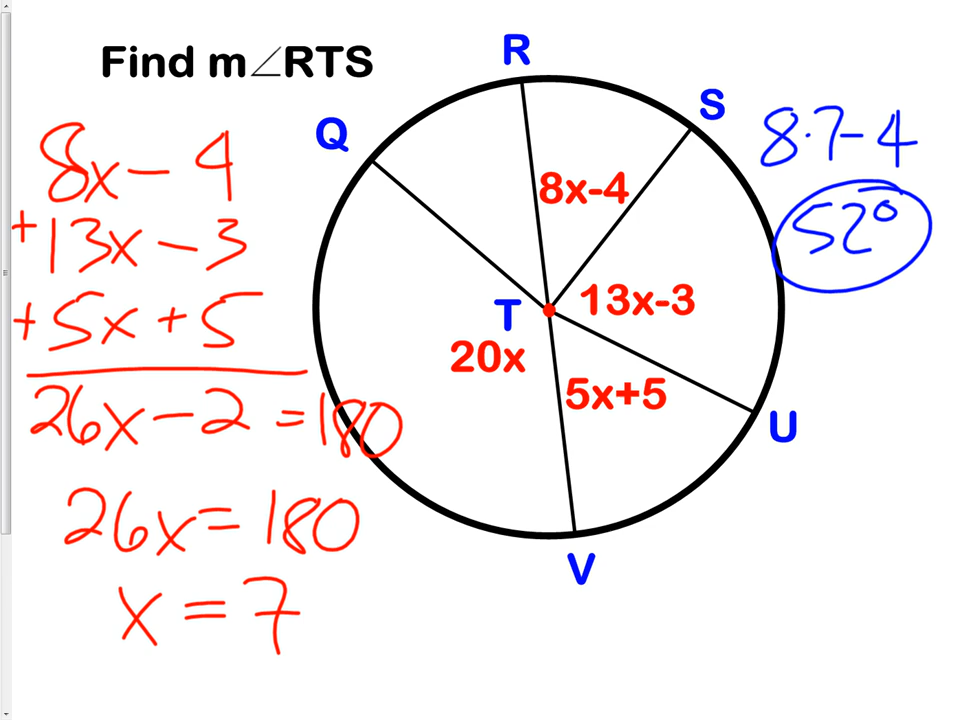 Find m∠RTS
R
S
Q
8x-4
13x-3
T
20x
5x+5
U
V
8x - 4
+13x - 3
+5x + 5
26x - 2 = 180
26x = 180
x = 7
8·7-4
52°